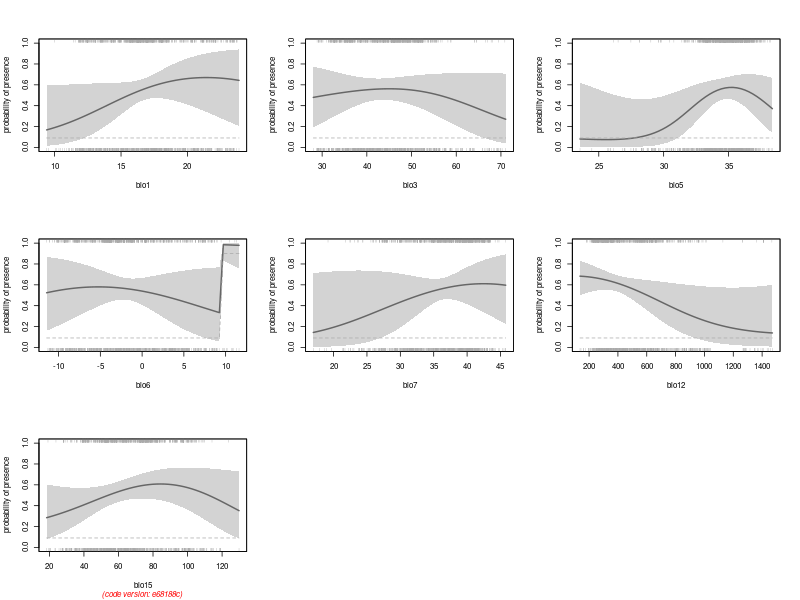 probability of presence
0.0 0.2 0.4 0.6 0.8 1.0
10 15 20
bio1
probability of presence
0.0 0.2 0.4 0.6 0.8 1.0
30 40 50 60 70
bio3
probability of presence
0.0 0.2 0.4 0.6 0.8 1.0
25 30 35
bio5
probability of presence
0.0 0.2 0.4 0.6 0.8 1.0
-10 -5 0 5 10
bio6
probability of presence
0.0 0.2 0.4 0.6 0.8 1.0
20 25 30 35 40 45
bio7
probability of presence
0.0 0.2 0.4 0.6 0.8 1.0
200 400 600 800 1000 1200 1400
bio12
probability of presence
0.0 0.2 0.4 0.6 0.8 1.0
20 40 60 80 100 120
bio15
(code version: e68188c)